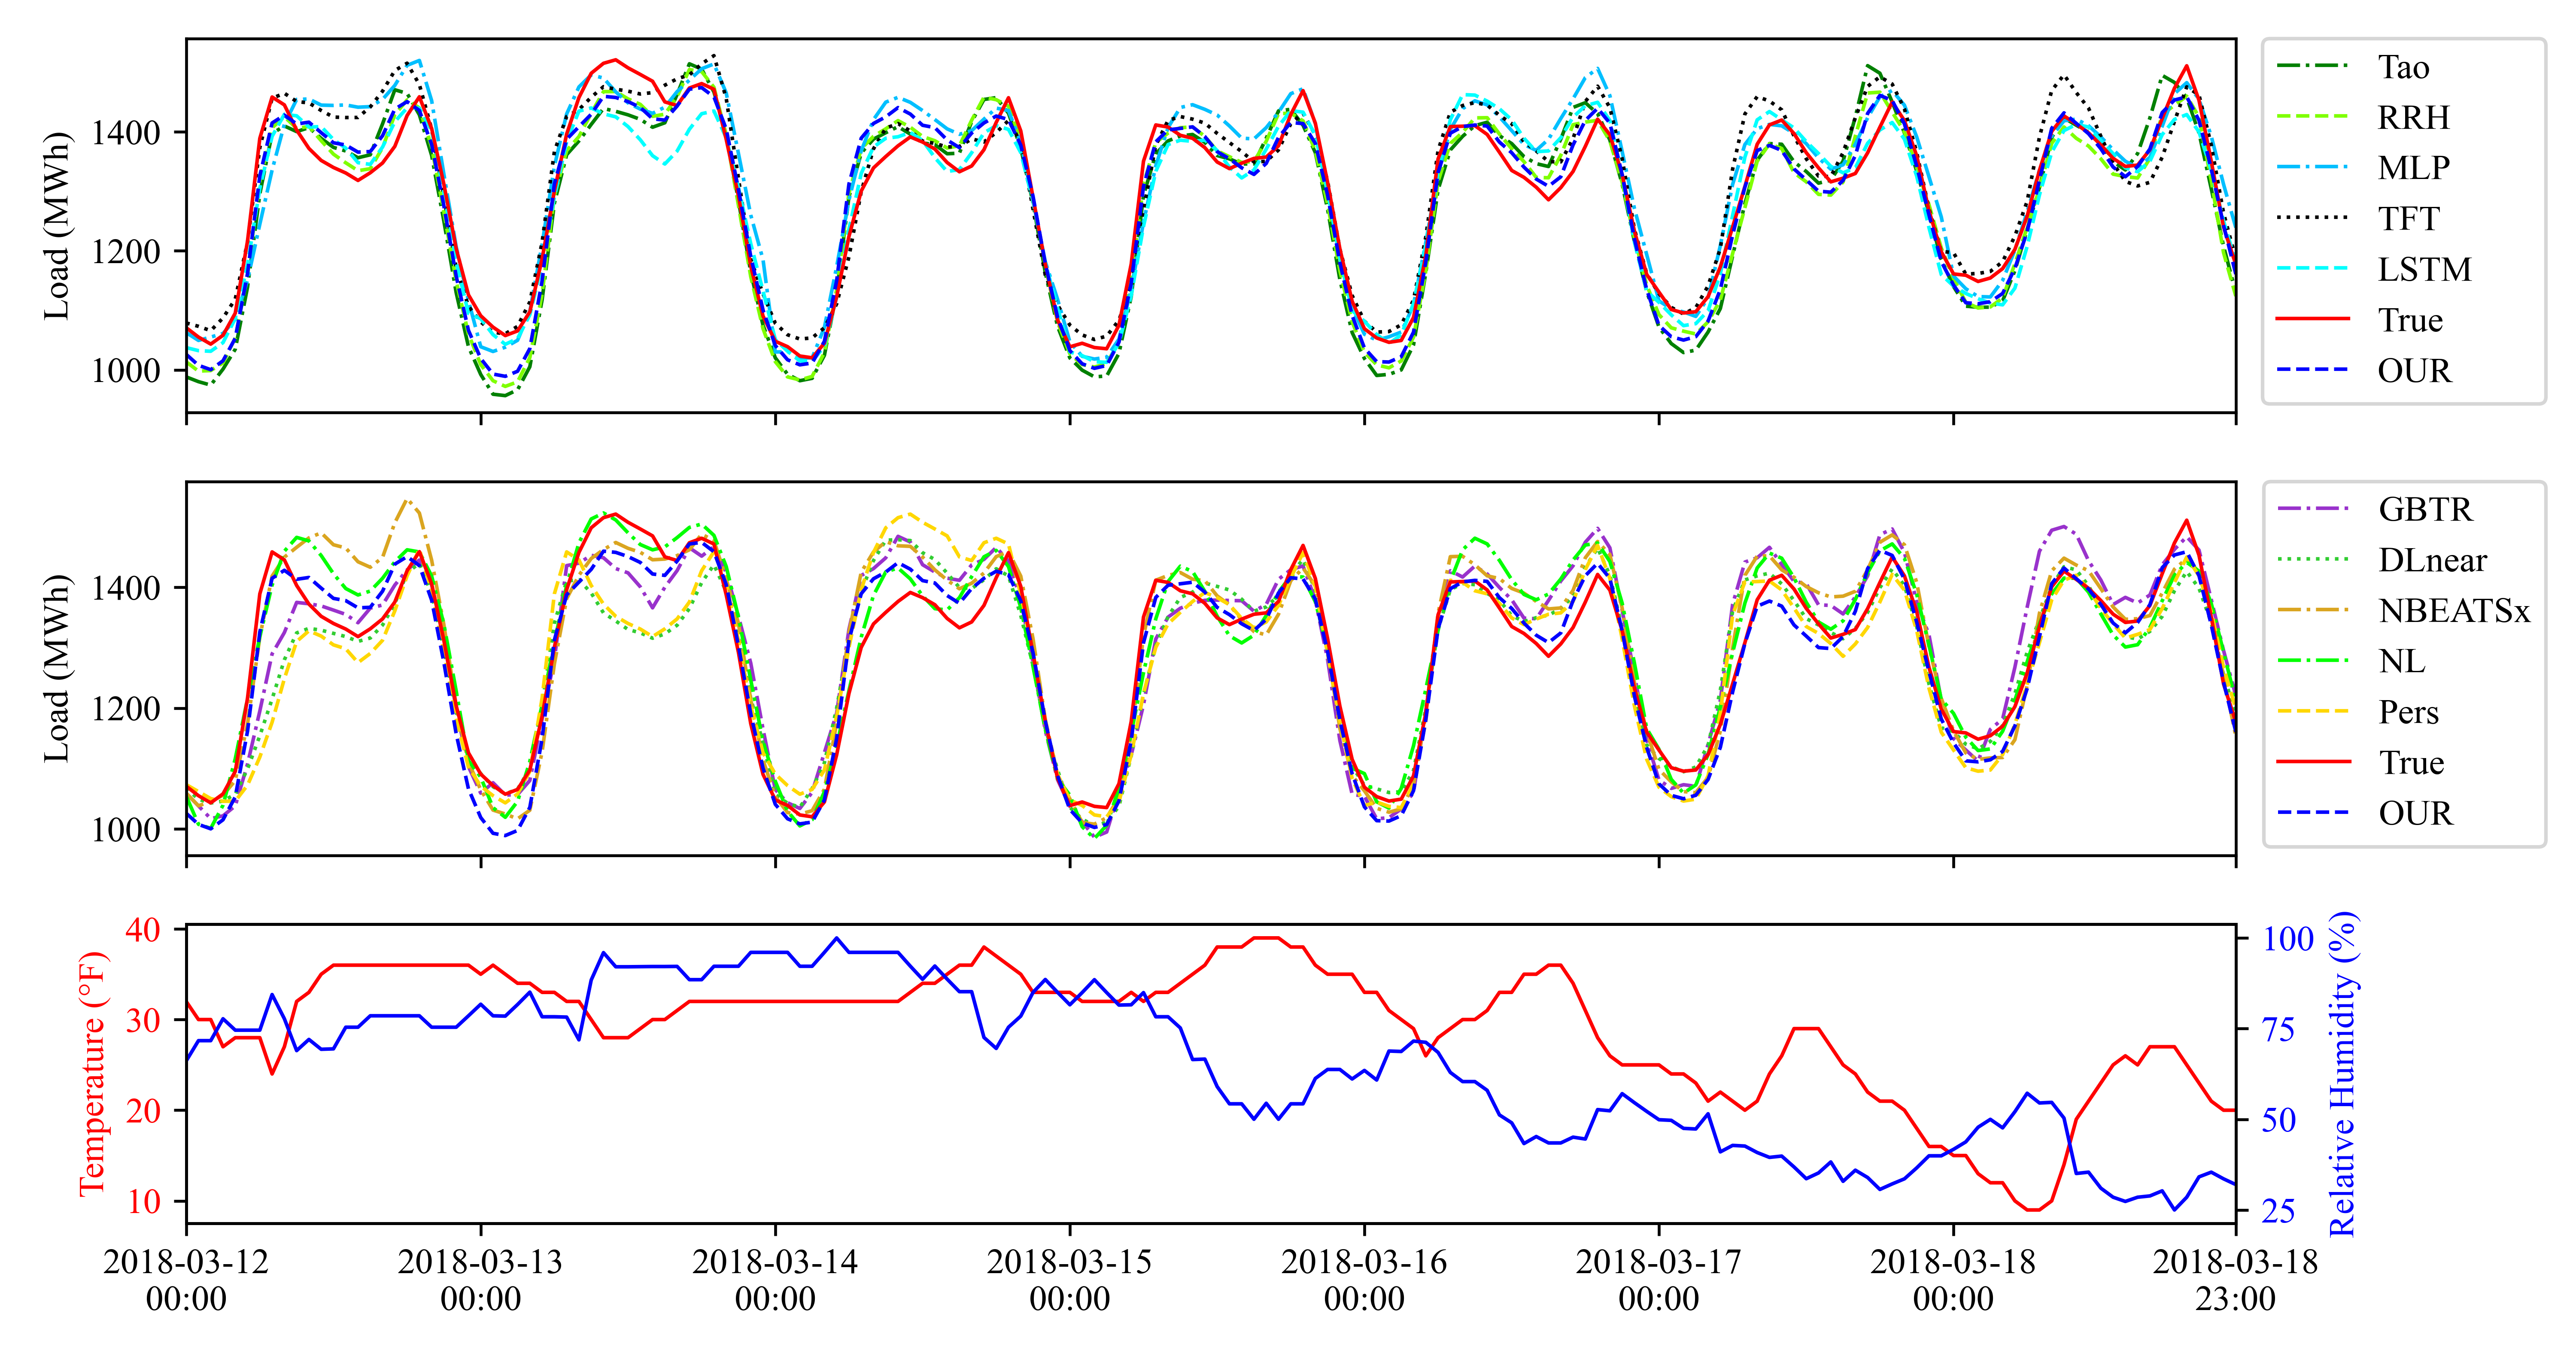 Load (MWh)
1400
1200
1000
Tao
RRH
MLP
TFT
LSTM
True
OUR
Load (MWh)
1400
1200
1000
GBTR
DLnear
NBEATSx
NL
Pers
True
OUR
Temperature (°F)
40
30
20
10
100
75
50
25
Relative Humidity (%)
2018-03-12 2018-03-13 2018-03-14 2018-03-15 2018-03-16 2018-03-17 2018-03-18 2018-03-18
00:00 00:00 00:00 00:00 00:00 00:00 00:00 23:00